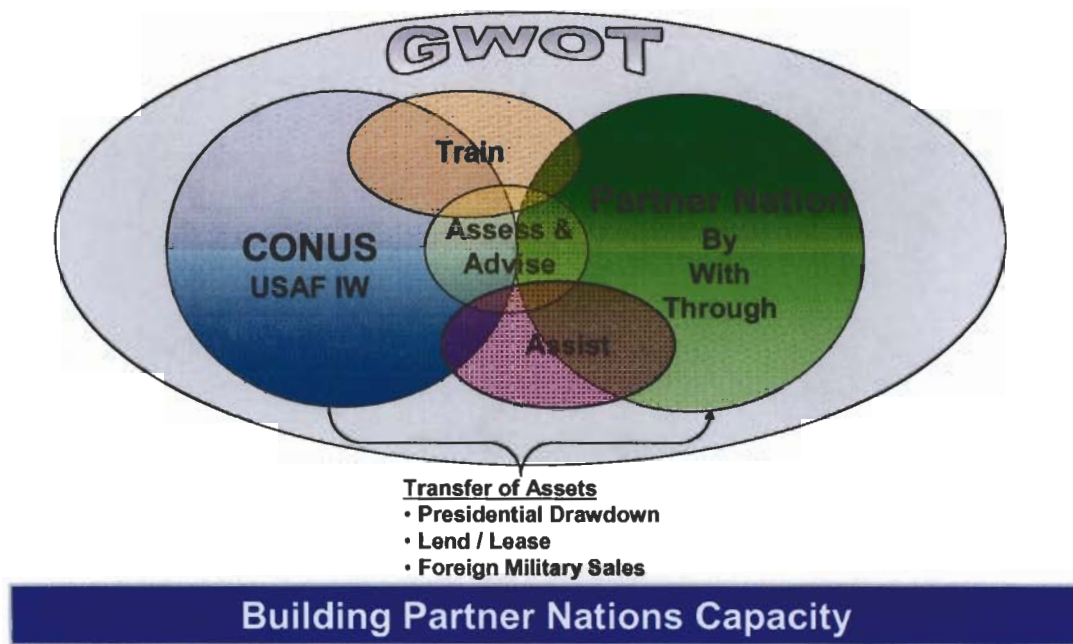 GWOT
Train
Partner Nation
Assess &
Advise
By
With
Through
CONUS
USAF IW
Assist
Transfer of Assets
• Presidential Drawdown
• Lend / Lease
• Foreign Military Sales
Building Partner Nations Capacity